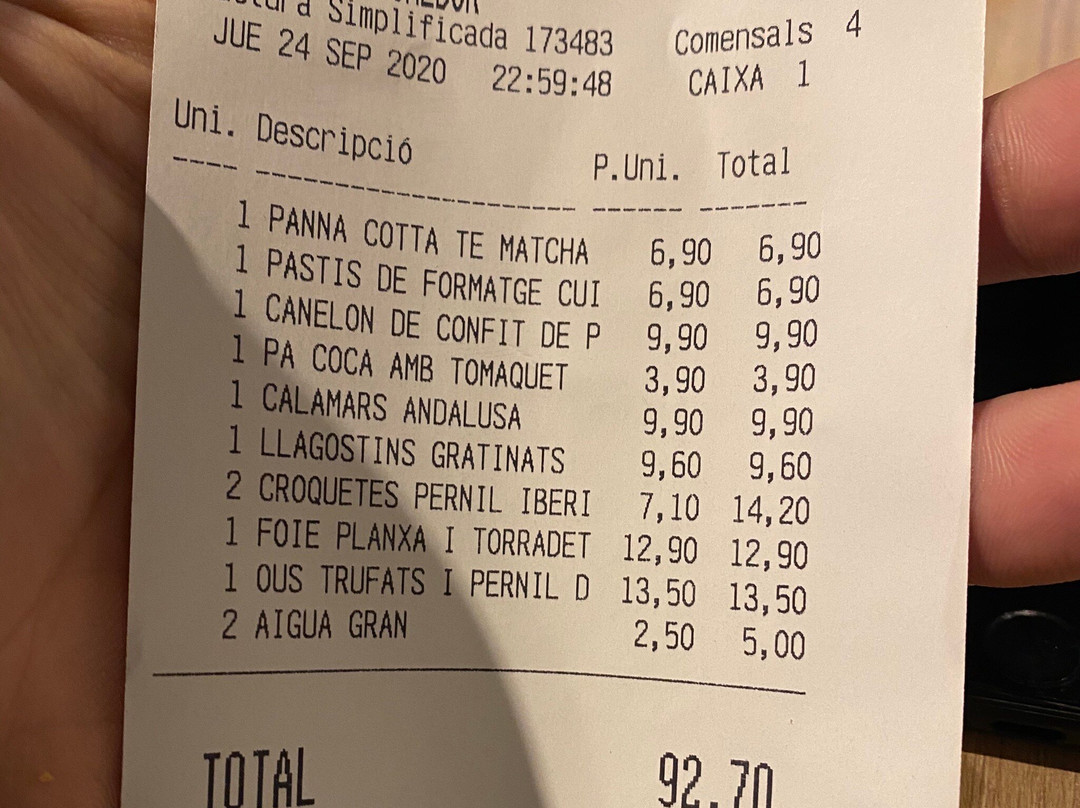 Simplificada 173483 Comensals 4
JUE 24 SEP 2020 22:59:48 CAIXA 1
Uni. Descripció P.Uni. Total
1 PANNA COTTA TE MATCHA 6,90 6,90
1 PASTIS DE FORMATGE CUI 6,90 6,90
1 CANELON DE CONFIT DE P 9,90 9,90
1 PA COCA AMB TOMAQUET 3,90 3,90
1 CALAMARS ANDALUSA 9,90 9,90
1 LLAGOSTINS GRATINATS 9,60 9,60
2 CROQUETES PERNIL IBERI 7,10 14,20
1 FOIE PLANXA I TORRADET 12,90 12,90
1 OUS TRUFATS I PERNIL D 13,50 13,50
2 AIGUA GRAN 2,50 5,00
TOTAL 92,70